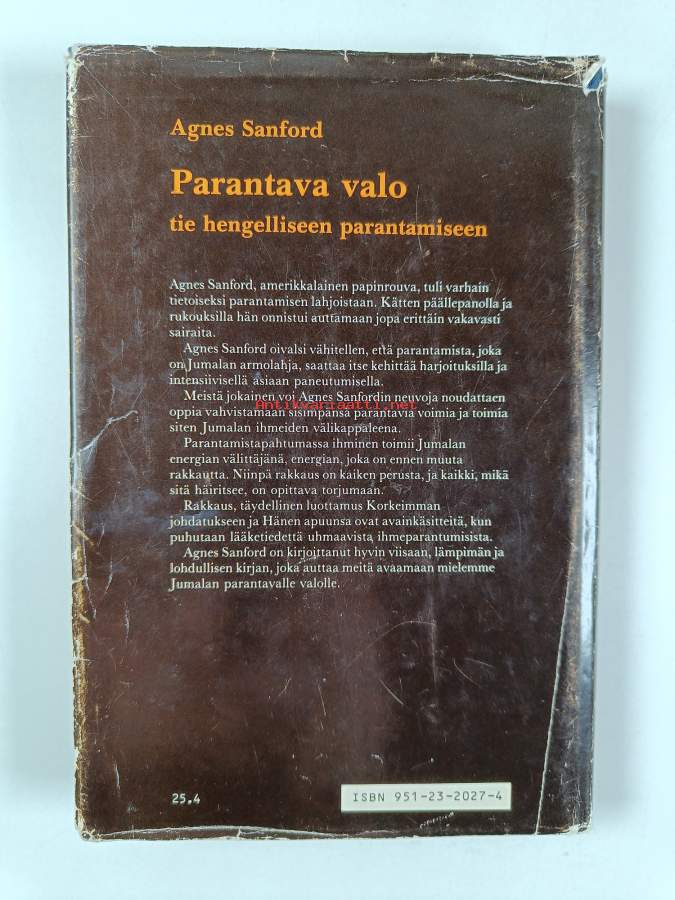 Agnes Sanford
Parantava valo
tie hengelliseen parantamiseen
Agnes Sanford, amerikkalainen papinrouva, tuli varhain
tietoiseksi parantamisen lahjoistaan. Kätten päällepanolla ja
rukouksilla hän onnistui auttamaan jopa erittäin vakavasti
sairaita.
Agnes Sanford oivalsi vähitellen, että parantamista, joka
on Jumalan armolahja, saattaa itse kehittää harjoituksilla ja
intensiivisellä asiaan paneutumisella.
Meistä jokainen voi Agnes Sanfordin neuvoja noudattaen
Antikvariaatti.net
oppia vahvistamaan sisimpänsä parantavia voimia ja toimia
siten Jumalan ihmeiden välikappaleena.
Parantamistapahtumassa ihminen toimii Jumalan
energian välittäjänä, energian, joka on ennen muuta
rakkautta. Niinpä rakkaus on kaiken perusta, ja kaikki, mikä
sitä häiritsee, on opittava torjumaan.
Rakkaus, täydellinen luottamus Korkeimman
johdatukseen ja Hänen apuunsa ovat avainkäsitteitä, kun
puhutaan lääketiedettä uhmaavista ihmeparantumisista.
Agnes Sanford on kirjoittanut hyvin viisaan, lämpimän ja
lohdullisen kirjan, joka auttaa meitä avaamaan mielemme
Jumalan parantavalle valolle.
25.4
ISBN 951-23-2027-4